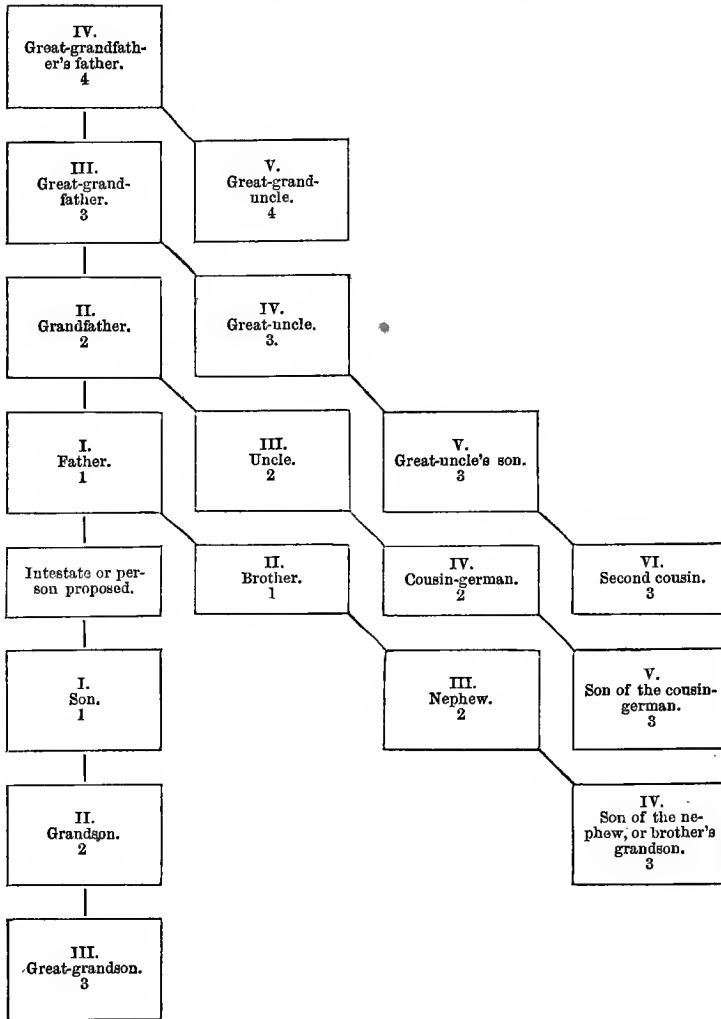 IV.
Great-grandfath-
er's father.
4
III.
Great-grand-
father.
3
V.
Great-grand-
uncle.
4
II.
Grandfather.
2
IV.
Great-uncle.
3.
I.
Father.
1
III.
Uncle.
2
V.
Great-uncle's son.
3
Intestate or per-
son proposed.
II.
Brother.
1
IV.
Cousin-german.
2
VI.
Second cousin.
3
I.
Son.
1
III.
Nephew.
2
V.
Son of the cousin-
german.
3
II.
Grandson.
2
IV.
Son of the ne-
phew, or brother's
grandson.
3
III.
Great-grandson.
3